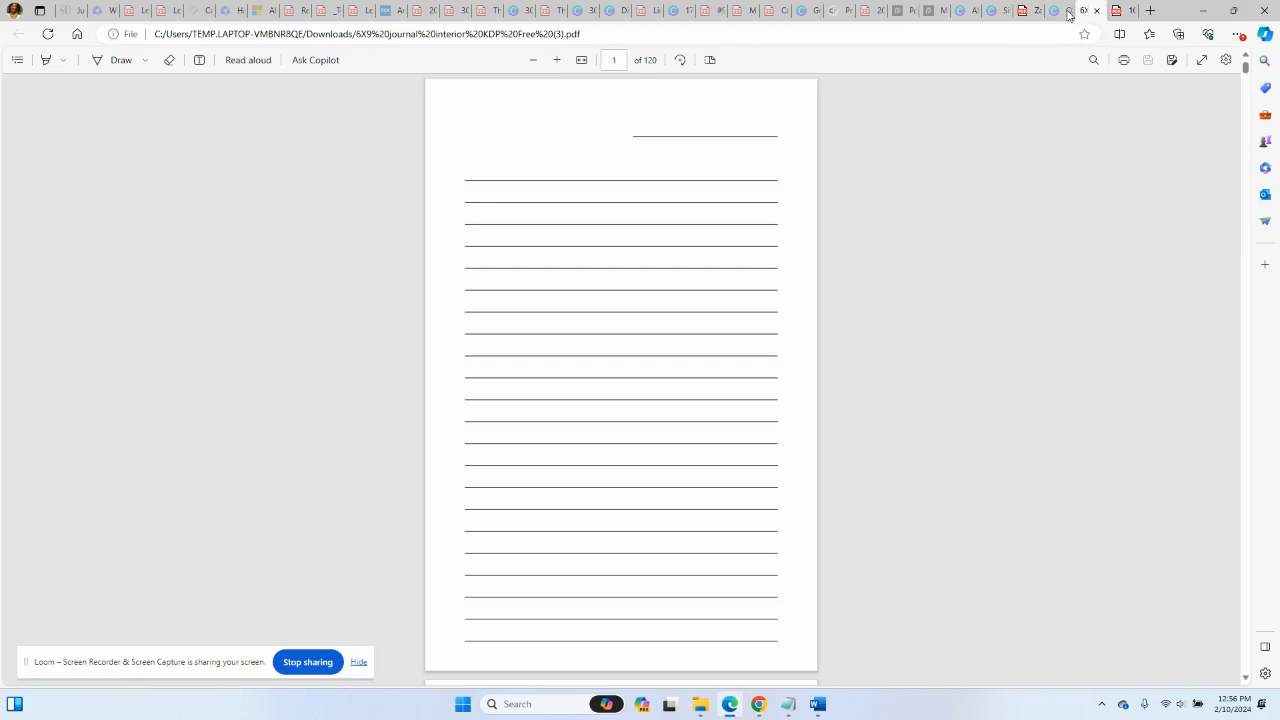 File
C:/Users/TEMP.LAPTOP-VMBNR8QE/Downloads/6X9%20journal%20interior%20KDP%20Free%20(3).pdf
Draw
Read aloud
Ask Copilot
1
of 120
Loom – Screen Recorder & Screen Capture is sharing your screen.
Stop sharing
Hide
Search
12:56 PM
2/10/2024